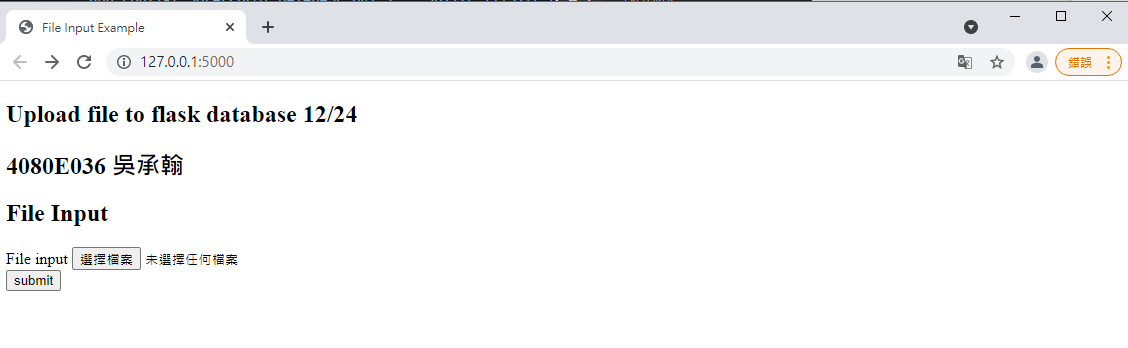 File Input Example
127.0.0.1:5000
錯誤
Upload file to flask database 12/24
4080E036 吳承翰
File Input
File input 選擇檔案 未選擇任何檔案
submit